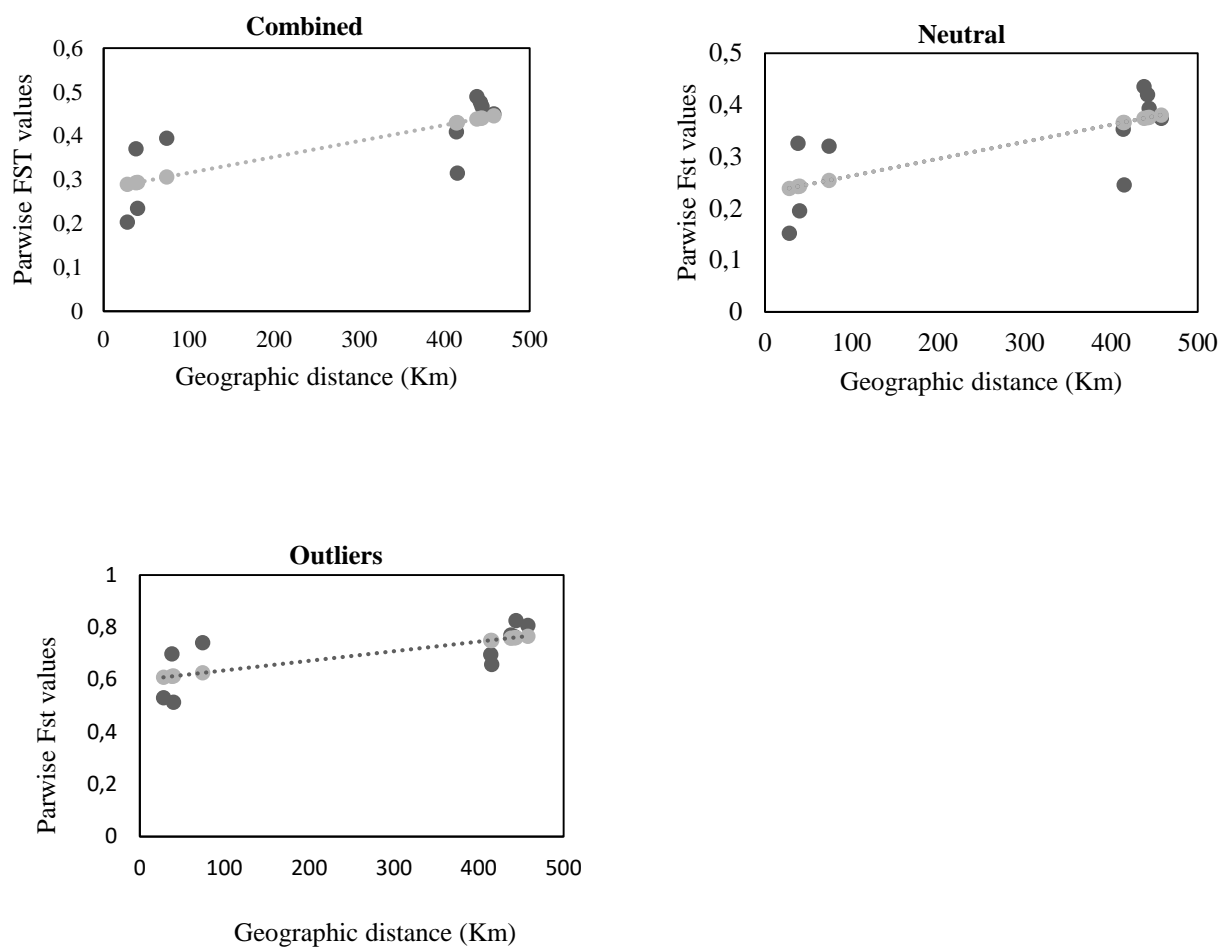 Combined
Parwise FST values
0,6
0,5
0,4
0,3
0,2
0,1
0
0 100 200 300 400 500
Geographic distance (Km)
Neutral
Parwise Fst values
0,5
0,4
0,3
0,2
0,1
0
0 100 200 300 400 500
Geographic distance (Km)
Outliers
Parwise Fst values
1
0,8
0,6
0,4
0,2
0
0 100 200 300 400 500
Geographic distance (Km)